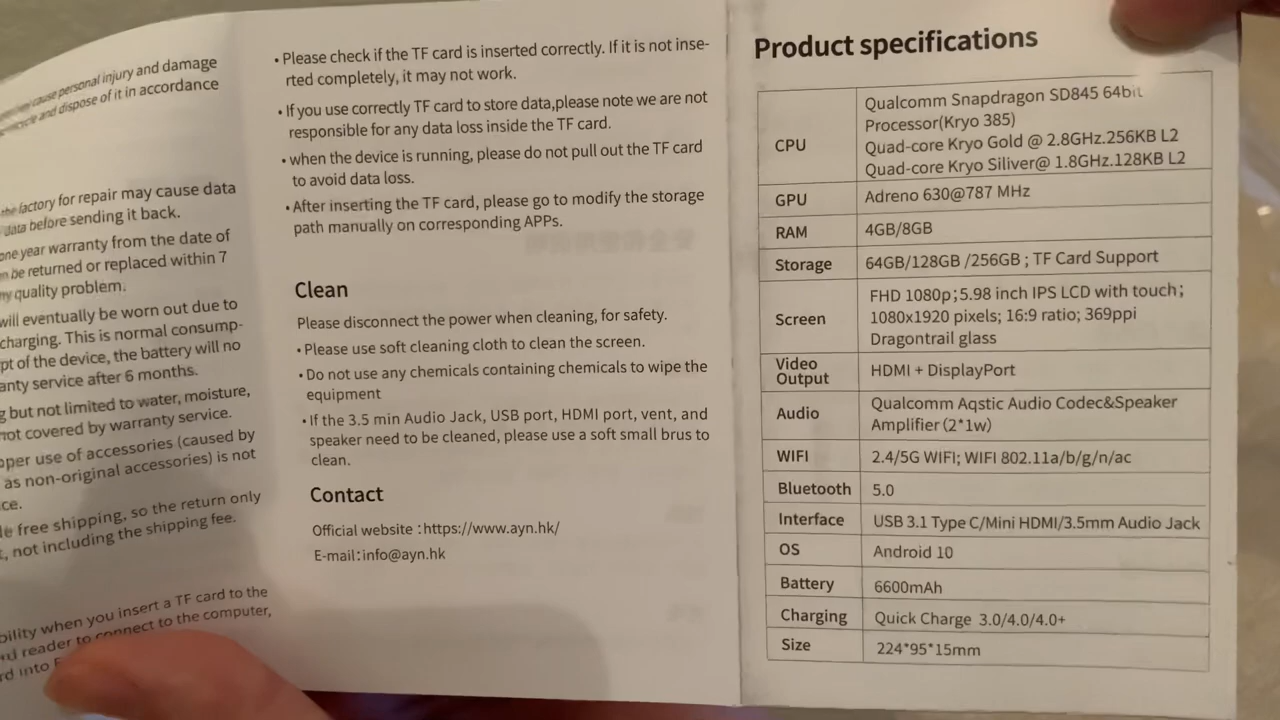 cause personal injury and damage
and dispose of it in accordance
the factory for repair may cause data
data before sending it back.
one year warranty from the date of
be returned or replaced within 7
quality problem.
will eventually be worn out due to
charging. This is normal consump-
pt of the device, the battery will no
anty service after 6 months.
g but not limited to water, moisture,
not covered by warranty service.
oper use of accessories (caused by
as non-original accessories) is not
ce.
free shipping, so the return only
, not including the shipping fee.
bility when you insert a TF card to the
reader to connect to the computer,
rd into
• Please check if the TF card is inserted correctly. If it is not inse-
rted completely, it may not work.
• If you use correctly TF card to store data,please note we are not
responsible for any data loss inside the TF card.
• when the device is running, please do not pull out the TF card
to avoid data loss.
• After inserting the TF card, please go to modify the storage
path manually on corresponding APPs.
Clean
Please disconnect the power when cleaning, for safety.
• Please use soft cleaning cloth to clean the screen.
• Do not use any chemicals containing chemicals to wipe the
equipment
• If the 3.5 min Audio Jack, USB port, HDMI port, vent, and
speaker need to be cleaned, please use a soft small brus to
clean.
Contact
Official website :https://www.ayn.hk/
E-mail:info@ayn.hk
Product specifications
CPU
Qualcomm Snapdragon SD845 64bit
Processor(Kryo 385)
Quad-core Kryo Gold @ 2.8GHz.256KB L2
Quad-core Kryo Siliver@ 1.8GHz.128KB L2
GPU Adreno 630@787 MHz
RAM 4GB/8GB
Storage 64GB/128GB /256GB ; TF Card Support
Screen
FHD 1080p;5.98 inch IPS LCD with touch;
1080x1920 pixels; 16:9 ratio; 369ppi
Dragontrail glass
Video
Output
HDMI + DisplayPort
Audio
Qualcomm Aqstic Audio Codec&Speaker
Amplifier (2*1w)
WIFI 2.4/5G WIFI; WIFI 802.11a/b/g/n/ac
Bluetooth 5.0
Interface USB 3.1 Type C/Mini HDMI/3.5mm Audio Jack
OS Android 10
Battery 6600mAh
Charging Quick Charge 3.0/4.0/4.0+
Size 224*95*15mm